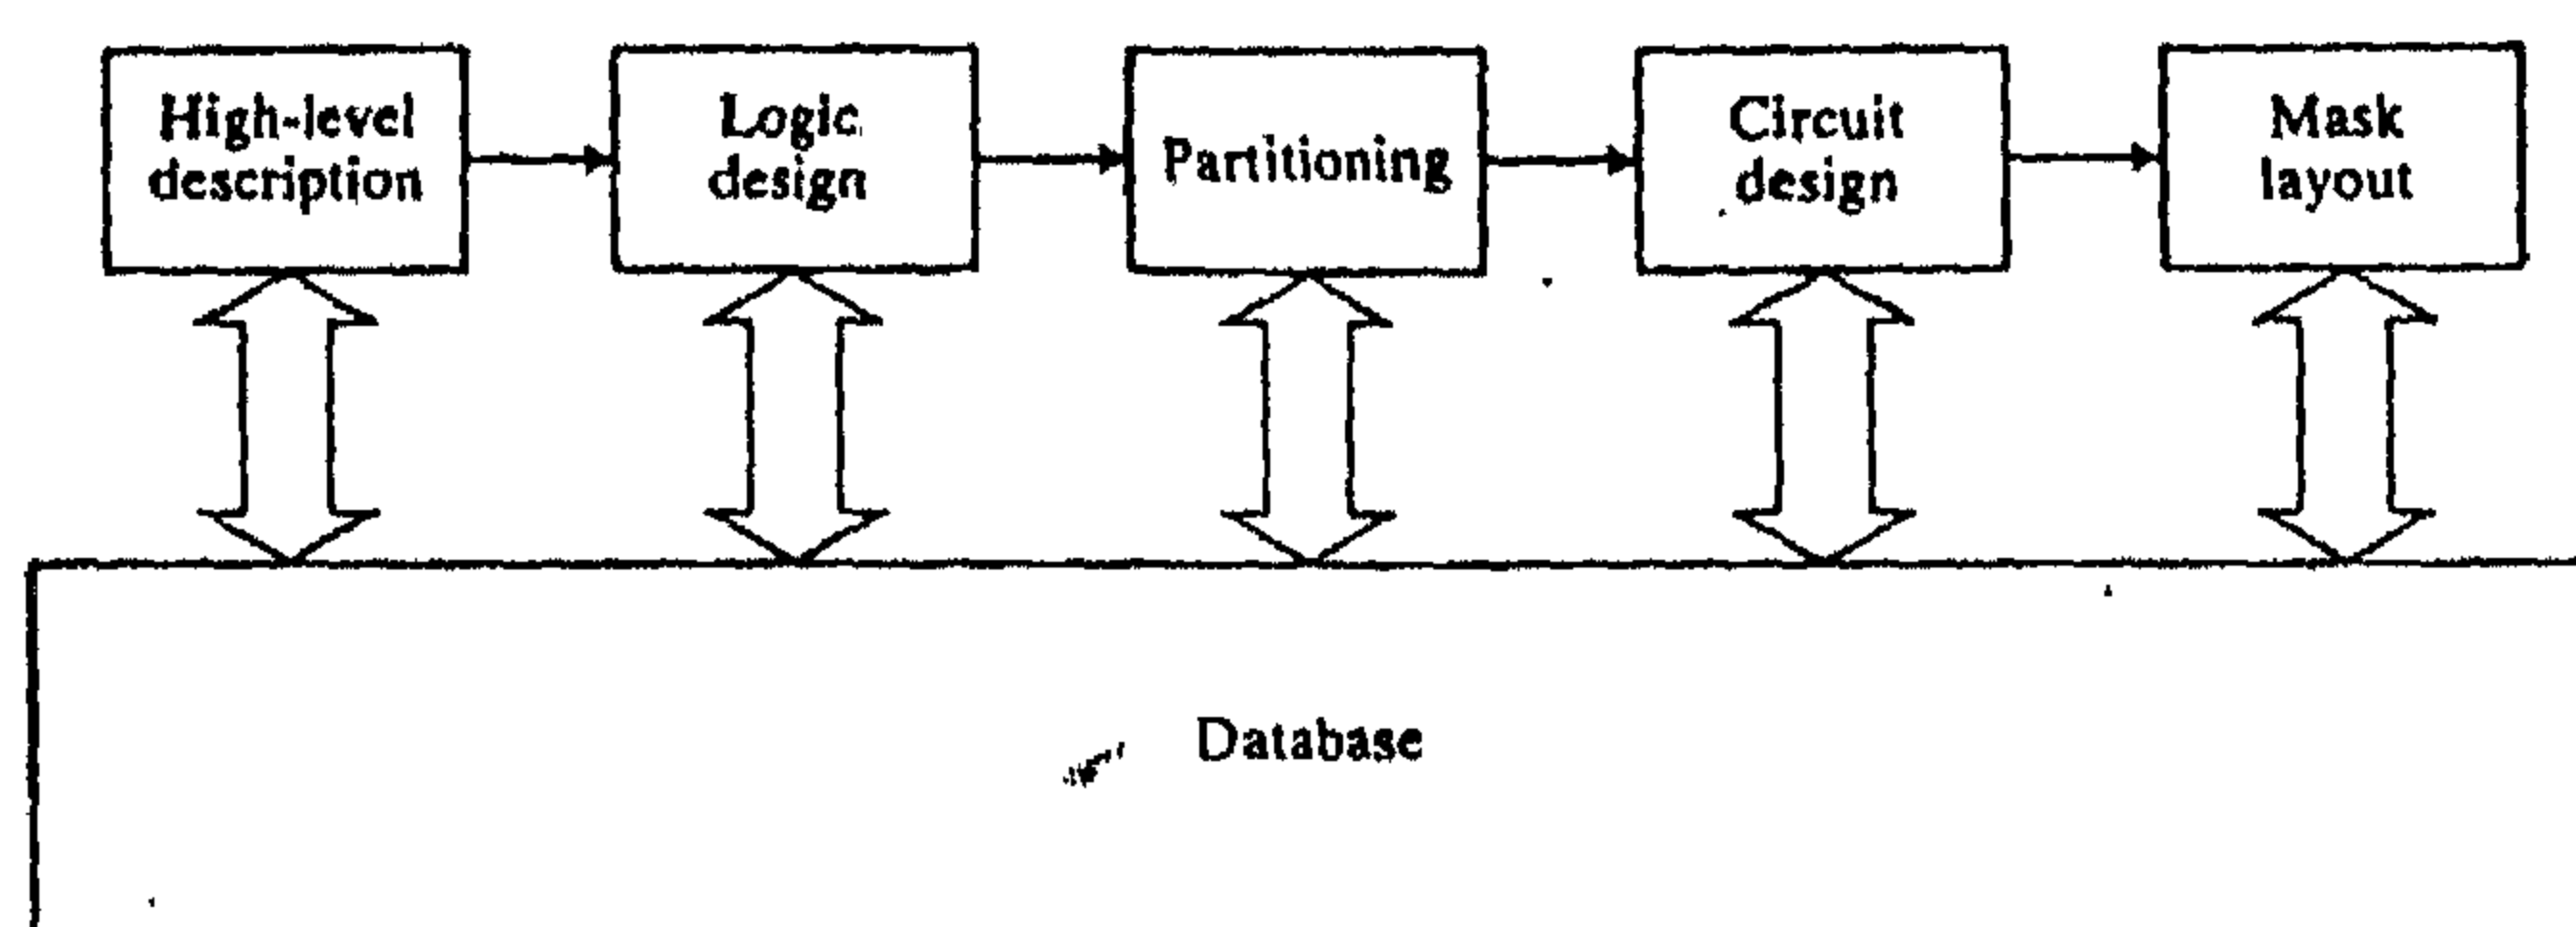 High-level
description
Logic
design
Partitioning
Circuit
design
Mask
layout
Database